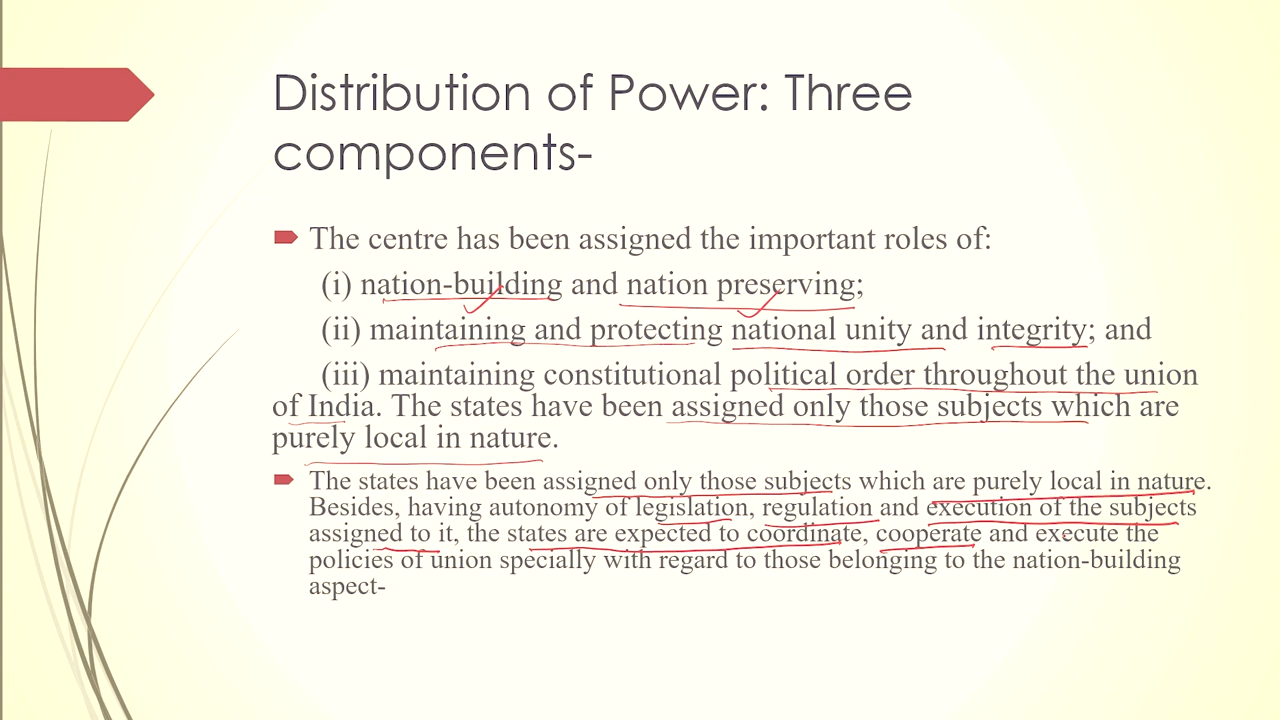 Distribution of Power: Three
components-
The centre has been assigned the important roles of:
(i) nation-building and nation preserving;
(ii) maintaining and protecting national unity and integrity; and
(iii) maintaining constitutional political order throughout the union
of India. The states have been assigned only those subjects which are
purely local in nature.
The states have been assigned only those subjects which are purely local in nature.
Besides, having autonomy of legislation, regulation and execution of the subjects
assigned to it, the states are expected to coordinate, cooperate and execute the
policies of union specially with regard to those belonging to the nation-building
aspect-